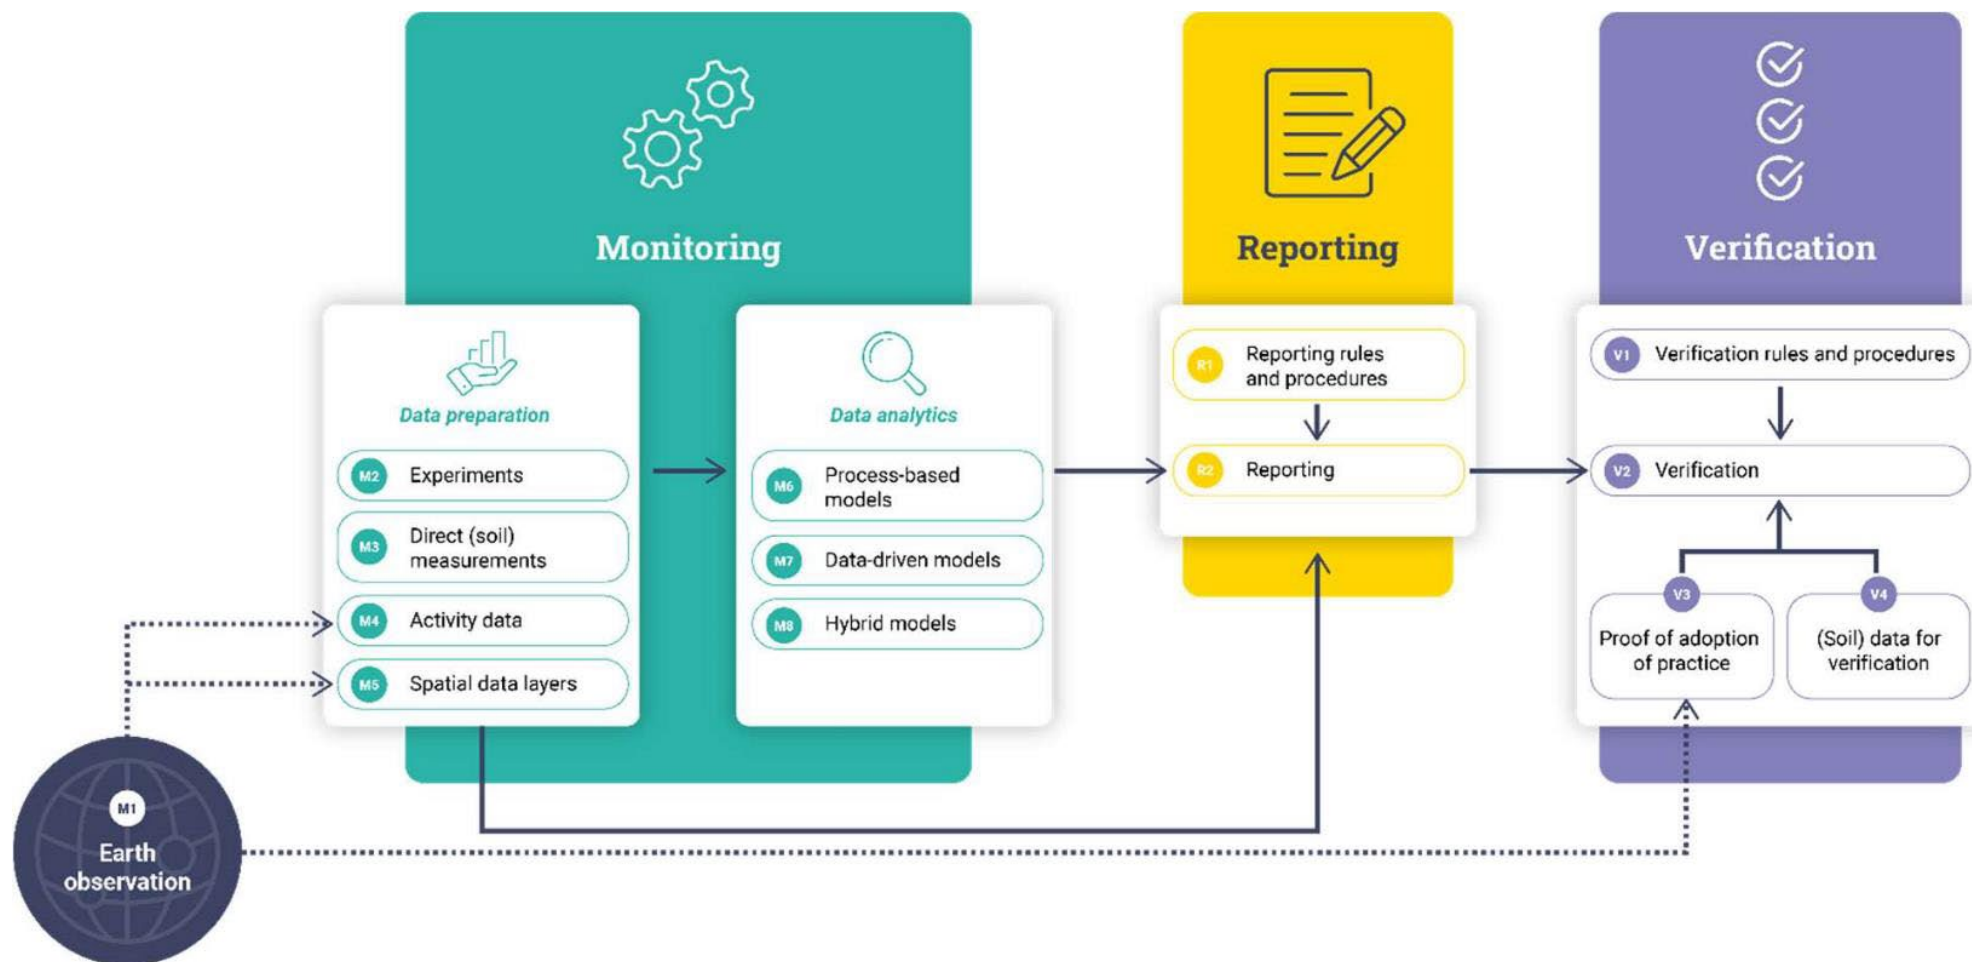 Monitoring
Data preparation
M2 Experiments
M3 Direct (soil)
measurements
M4 Activity data
M5 Spatial data layers
Data analytics
M6 Process-based
models
M7 Data-driven models
M8 Hybrid models
Reporting
R1 Reporting rules
and procedures
R2 Reporting
Verification
V1 Verification rules and procedures
V2 Verification
V3
Proof of adoption
of practice
V4
(Soil) data for
verification
M1
Earth
observation